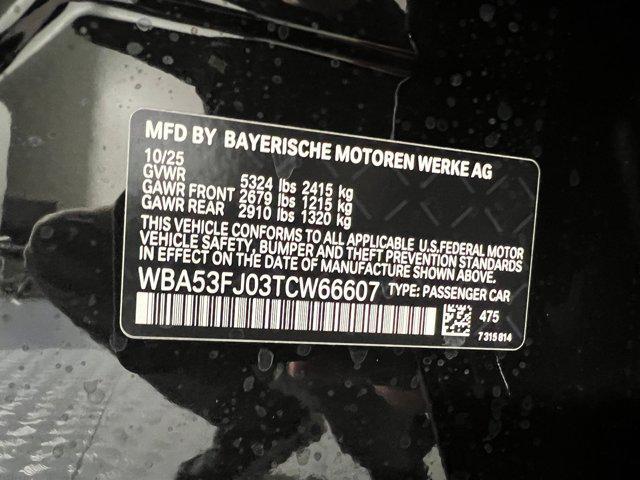 MFD BY BAYERISCHE MOTOREN WERKE AG
10/25
GVWR 5324 lbs 2415 kg
GAWR FRONT 2679 lbs 1215 kg
GAWR REAR 2910 lbs 1320 kg
THIS VEHICLE CONFORMS TO ALL APPLICABLE U.S.FEDERAL MOTOR
VEHICLE SAFETY, BUMPER AND THEFT PREVENTION STANDARDS
IN EFFECT ON THE DATE OF MANUFACTURE SHOWN ABOVE.
WBA53FJ03TCW66607 TYPE: PASSENGER CAR
475
7315814